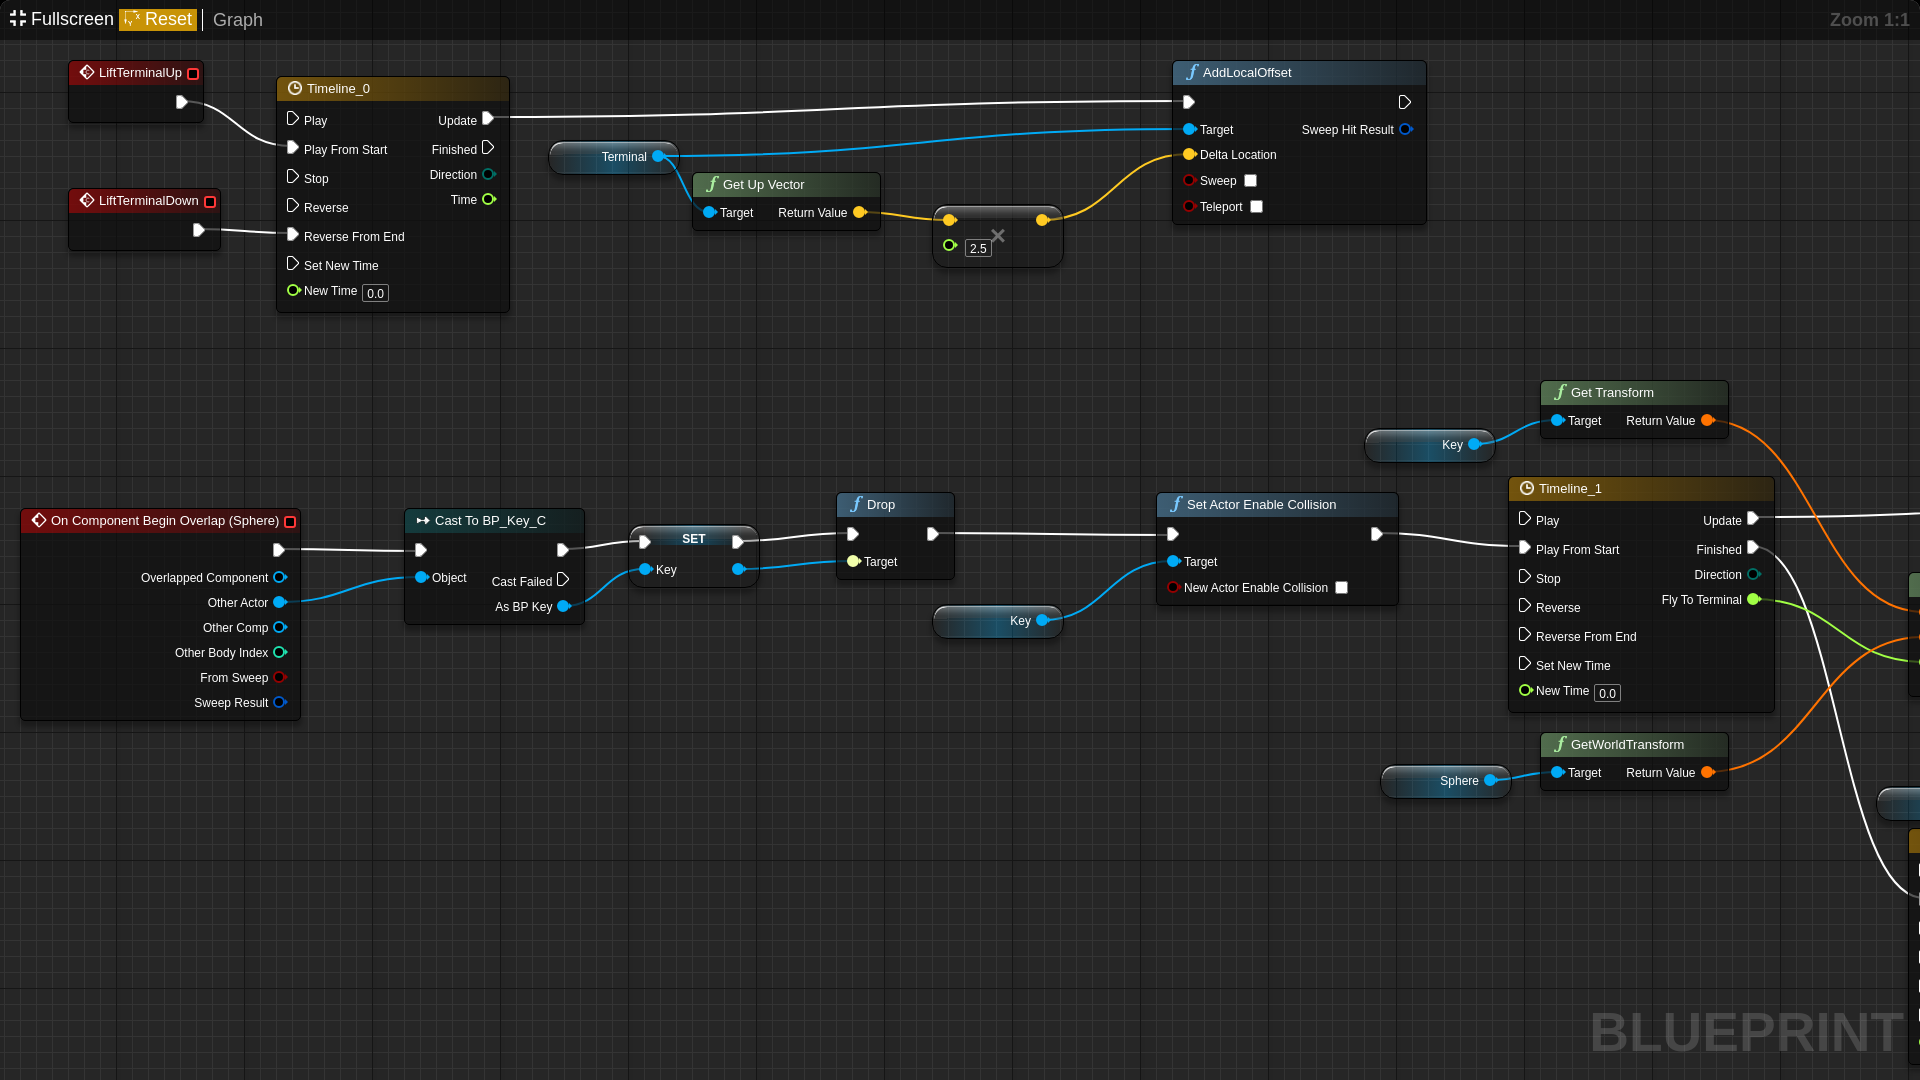 Fullscreen Reset Graph Zoom 1:1
LiftTerminalUp
Timeline_0
Play Update
Play From Start Finished
Stop Direction
Reverse Time
Reverse From End
Set New Time
New Time 0.0
LiftTerminalDown
Terminal
Get Up Vector
Target Return Value
2.5
AddLocalOffset
Target Sweep Hit Result
Delta Location
Sweep
Teleport
Get Transform
Target Return Value
Key
On Component Begin Overlap (Sphere)
Overlapped Component
Other Actor
Other Comp
Other Body Index
From Sweep
Sweep Result
Cast To BP_Key_C
Object Cast Failed
As BP Key
SET
Key
Drop
Target
Key
Set Actor Enable Collision
Target
New Actor Enable Collision
Timeline_1
Play Update
Play From Start Finished
Stop Direction
Reverse Fly To Terminal
Reverse From End
Set New Time
New Time 0.0
GetWorldTransform
Target Return Value
Sphere
BLUEPRINT